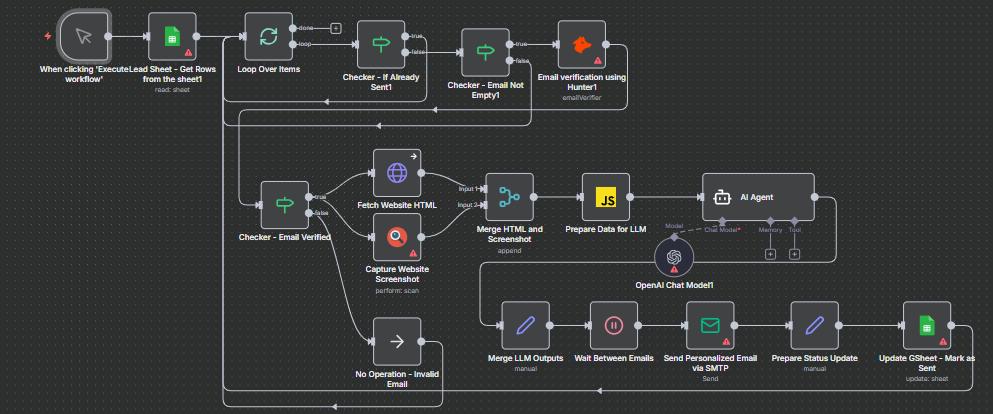 done
loop
true
false
true
false
When clicking 'Execute
workflow'
Lead Sheet - Get Rows
from the sheet1
read: sheet
Loop Over Items
Checker - If Already
Sent1
Checker - Email Not
Empty1
Email verification using
Hunter1
emailVerifier
true
false
Checker - Email Verified
Fetch Website HTML
Capture Website
Screenshot
perform: scan
No Operation - Invalid
Email
Input 1
Input 2
Merge HTML and
Screenshot
append
JS
Prepare Data for LLM
AI Agent
Model
Chat Model*
Memory
Tool
OpenAI Chat Model1
Merge LLM Outputs
manual
Wait Between Emails
Send Personalized Email
via SMTP
Send
Prepare Status Update
manual
Update GSheet - Mark as
Sent
update: sheet